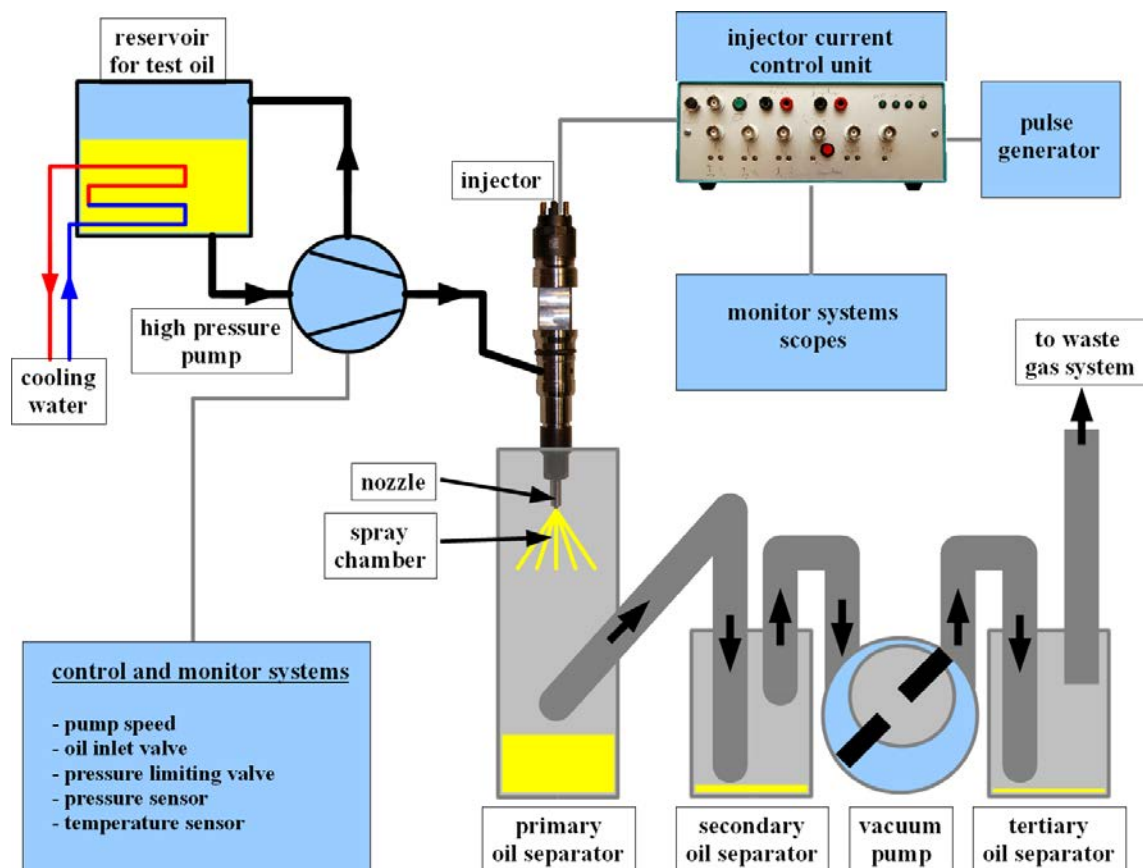 reservoir
for test oil
injector current
control unit
pulse
generator
injector
high pressure
pump
monitor systems
scopes
cooling
water
to waste
gas system
nozzle
spray
chamber
control and monitor systems
- pump speed
- oil inlet valve
- pressure limiting valve
- pressure sensor
- temperature sensor
primary
oil separator
secondary
oil separator
vacuum
pump
tertiary
oil separator